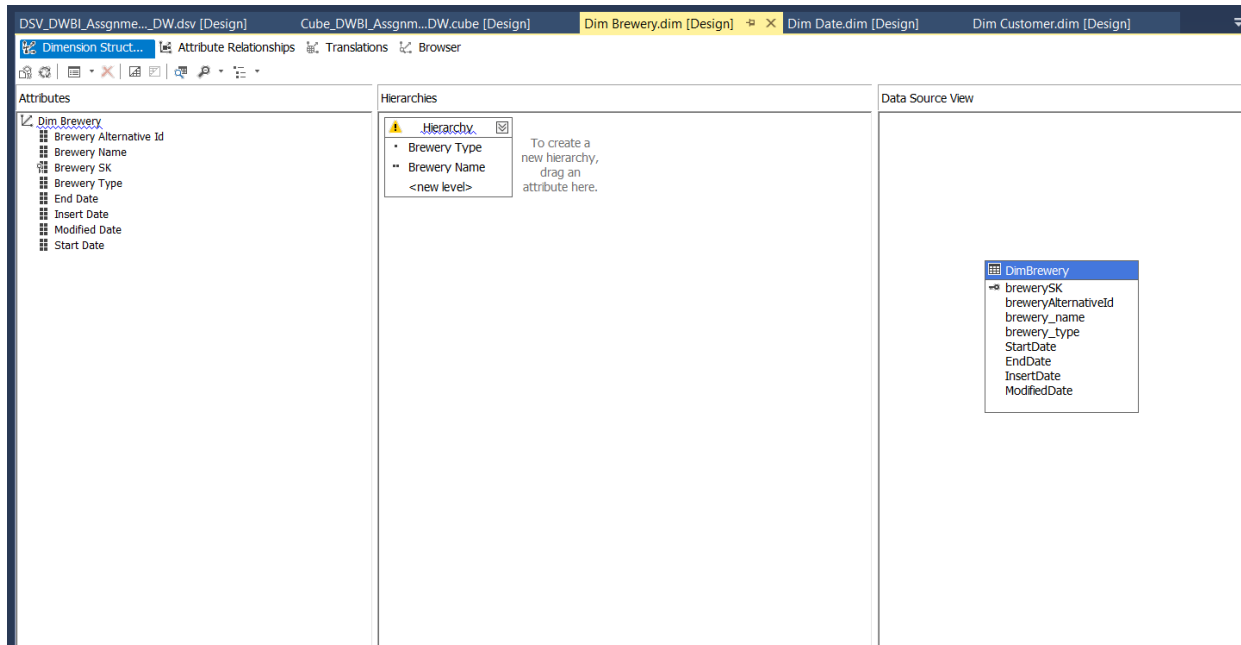 DSV_DWBI_Assgnme..._DW.dsv [Design] Cube_DWBI_Assgnm...DW.cube [Design] Dim Brewery.dim [Design] Dim Date.dim [Design] Dim Customer.dim [Design]
Dimension Struct... Attribute Relationships Translations Browser
Attributes
Dim Brewery
Brewery Alternative Id
Brewery Name
Brewery SK
Brewery Type
End Date
Insert Date
Modified Date
Start Date
Hierarchies
Hierarchy
Brewery Type
Brewery Name
<new level>
To create a
new hierarchy,
drag an
attribute here.
Data Source View
DimBrewery
brewerySK
breweryAlternativeId
brewery_name
brewery_type
StartDate
EndDate
InsertDate
ModifiedDate